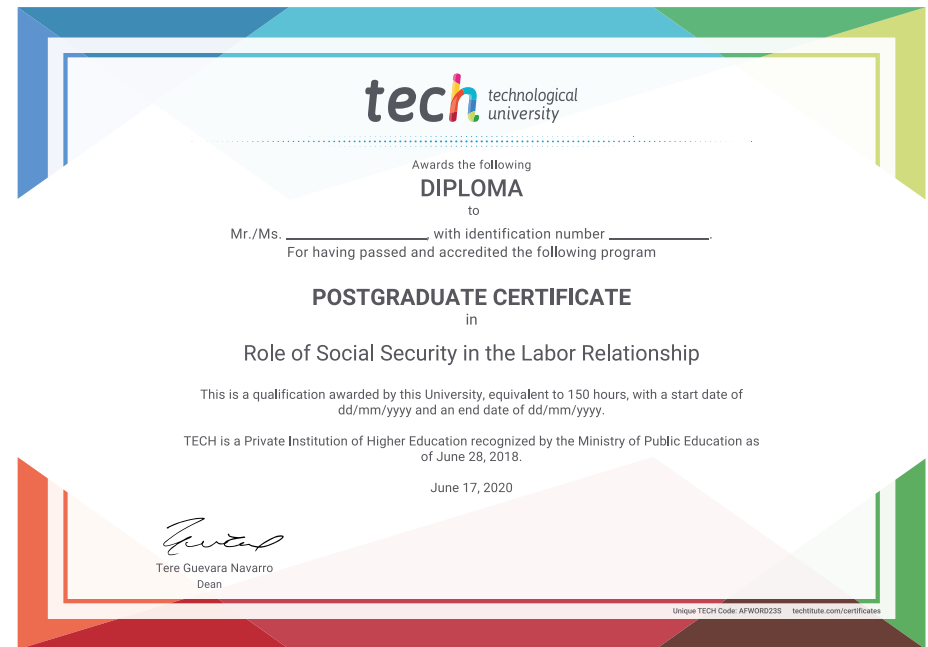 tech technological
university
Awards the following
DIPLOMA
to
Mr./Ms. ____________________, with identification number ______________.
For having passed and accredited the following program
POSTGRADUATE CERTIFICATE
in
Role of Social Security in the Labor Relationship
This is a qualification awarded by this University, equivalent to 150 hours, with a start date of
dd/mm/yyyy and an end date of dd/mm/yyyy.
TECH is a Private Institution of Higher Education recognized by the Ministry of Public Education as
of June 28, 2018.
June 17, 2020
Tere Guevara Navarro
Dean
Unique TECH Code: AFWORD23S techtitute.com/certificates